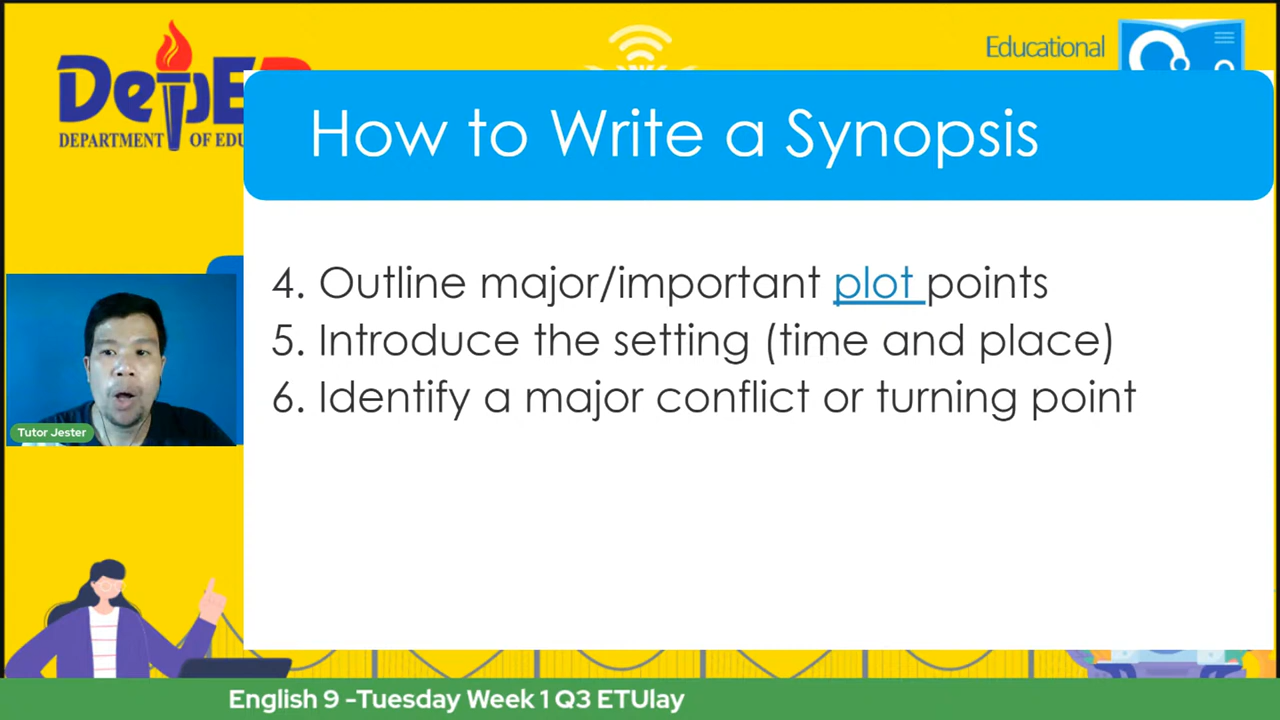 DepED
DEPARTMENT OF EDU
Educational
How to Write a Synopsis
4. Outline major/important plot points
5. Introduce the setting (time and place)
6. Identify a major conflict or turning point
Tutor Jester
English 9 -Tuesday Week 1 Q3 ETUlay